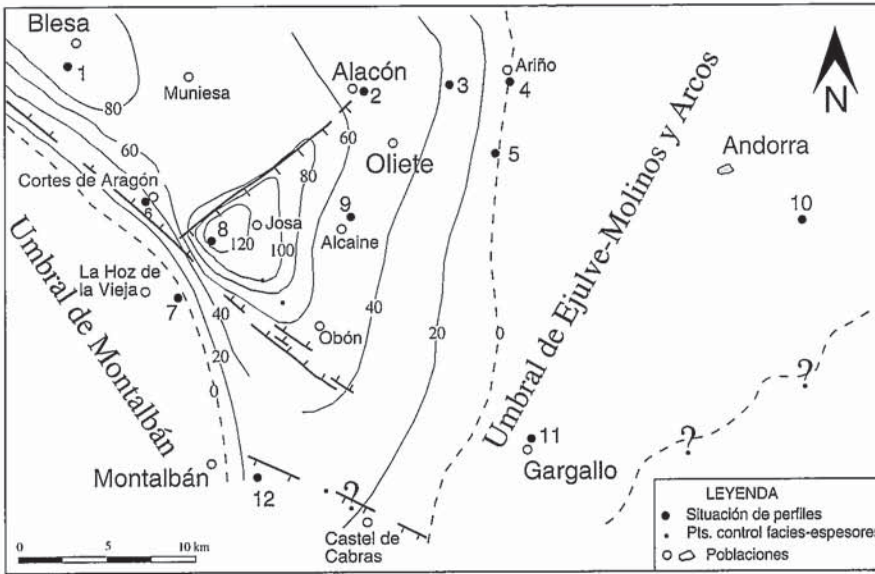 Blesa
1
Muniesa
80
Alacón
2
3
Ariño
4
N
60
60
Oliete
5
Andorra
Cortes de Aragón
6
80
9
10
8
Josa
120
100
Alcaine
La Hoz de
la Vieja
7
40
Obón
40
20
0
20
0
Umbral de Montalbán
Umbral de Ejulve-Molinos y Arcos
?
?
11
Gargallo
Montalbán
12
?
Castel de
Cabras
0 5 10 km
LEYENDA
Situación de perfiles
Pts. control facies-espesores
Poblaciones